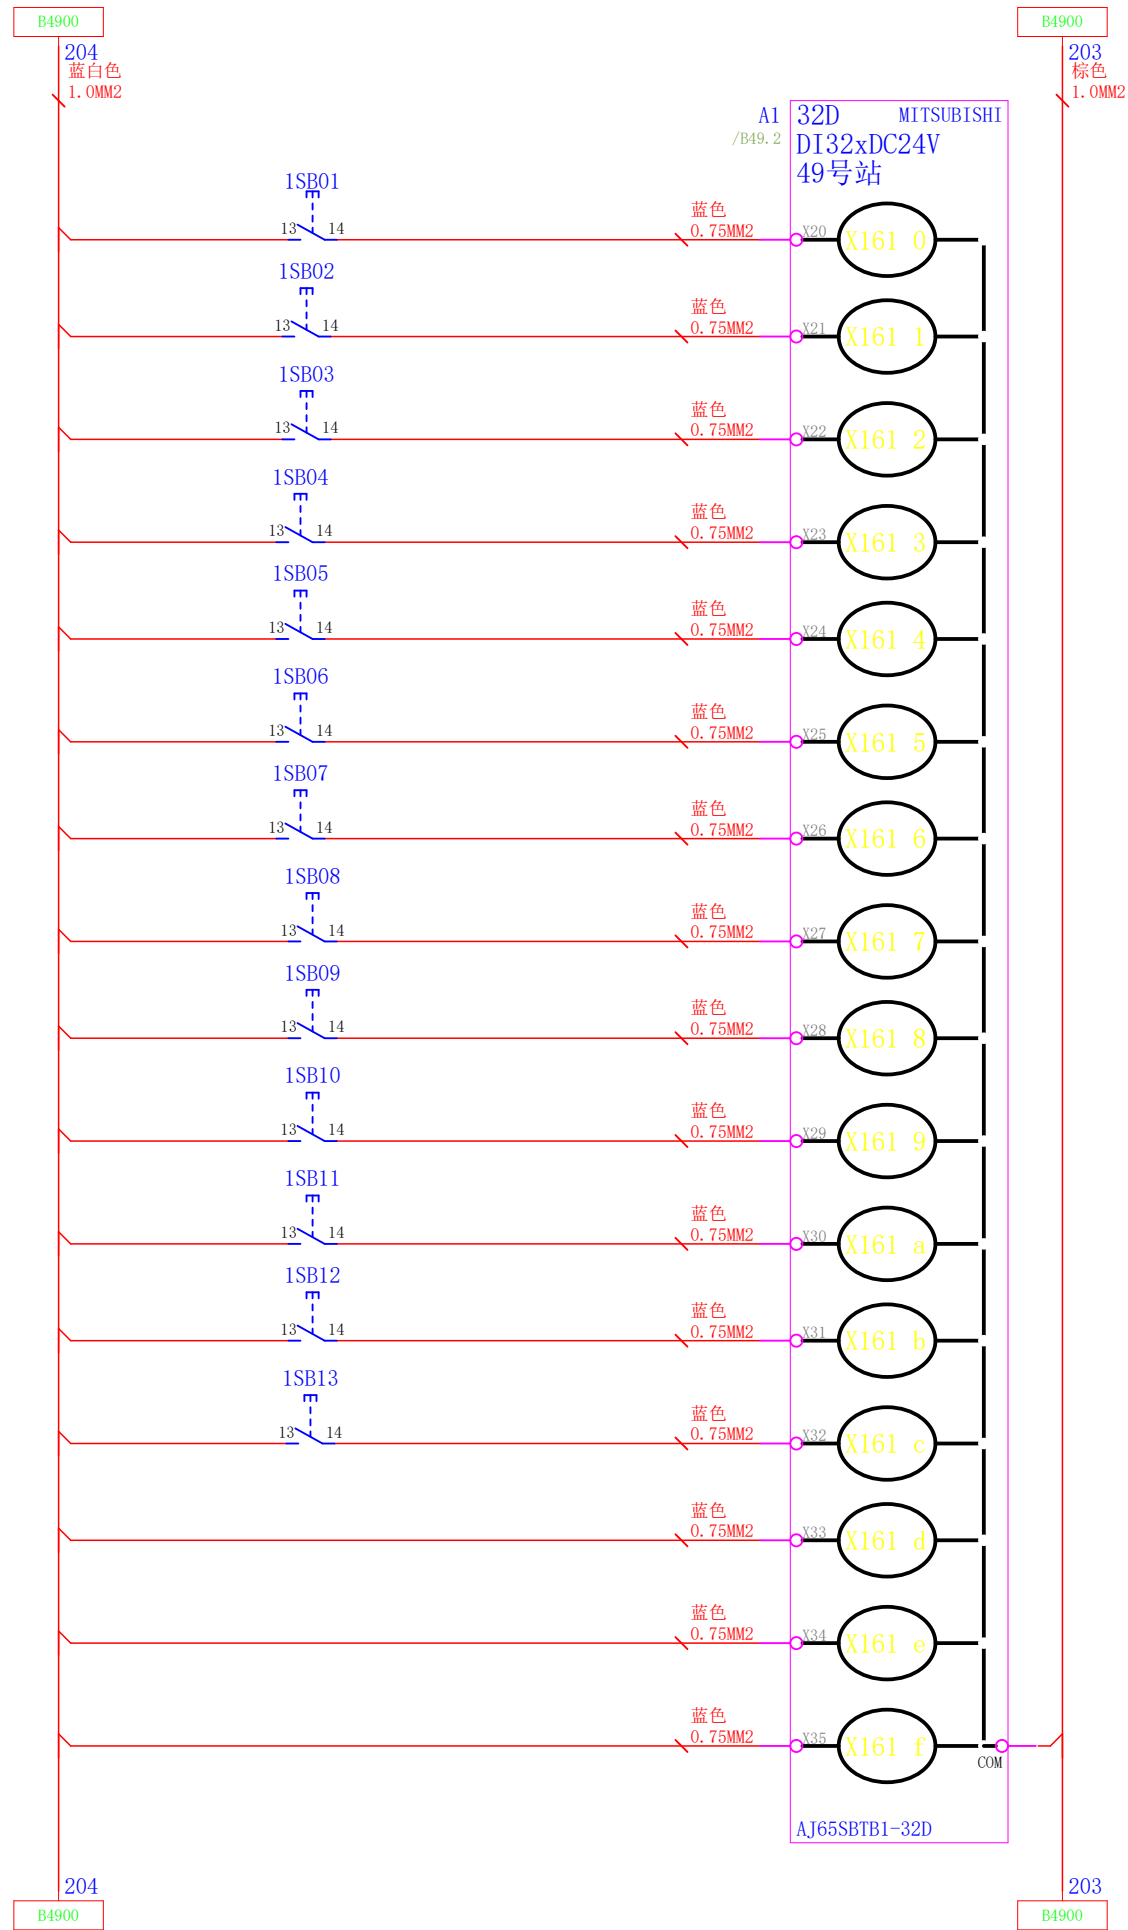 B4900
B4900
204
203
蓝白色
1.0MM2
棕色
1.0MM2
A1
/B49.2
32D
MITSUBISHI
DI32xDC24V
49号站
1SB01
13
14
蓝色
0.75MM2
X20
X161 0
1SB02
13
14
蓝色
0.75MM2
X21
X161 1
1SB03
13
14
蓝色
0.75MM2
X22
X161 2
1SB04
13
14
蓝色
0.75MM2
X23
X161 3
1SB05
13
14
蓝色
0.75MM2
X24
X161 4
1SB06
13
14
蓝色
0.75MM2
X25
X161 5
1SB07
13
14
蓝色
0.75MM2
X26
X161 6
1SB08
13
14
蓝色
0.75MM2
X27
X161 7
1SB09
13
14
蓝色
0.75MM2
X28
X161 8
1SB10
13
14
蓝色
0.75MM2
X29
X161 9
1SB11
13
14
蓝色
0.75MM2
X30
X161 a
1SB12
13
14
蓝色
0.75MM2
X31
X161 b
1SB13
13
14
蓝色
0.75MM2
X32
X161 c
蓝色
0.75MM2
X33
X161 d
蓝色
0.75MM2
X34
X161 e
蓝色
0.75MM2
X35
X161 f
COM
AJ65SBTB1-32D
204
203
B4900
B4900